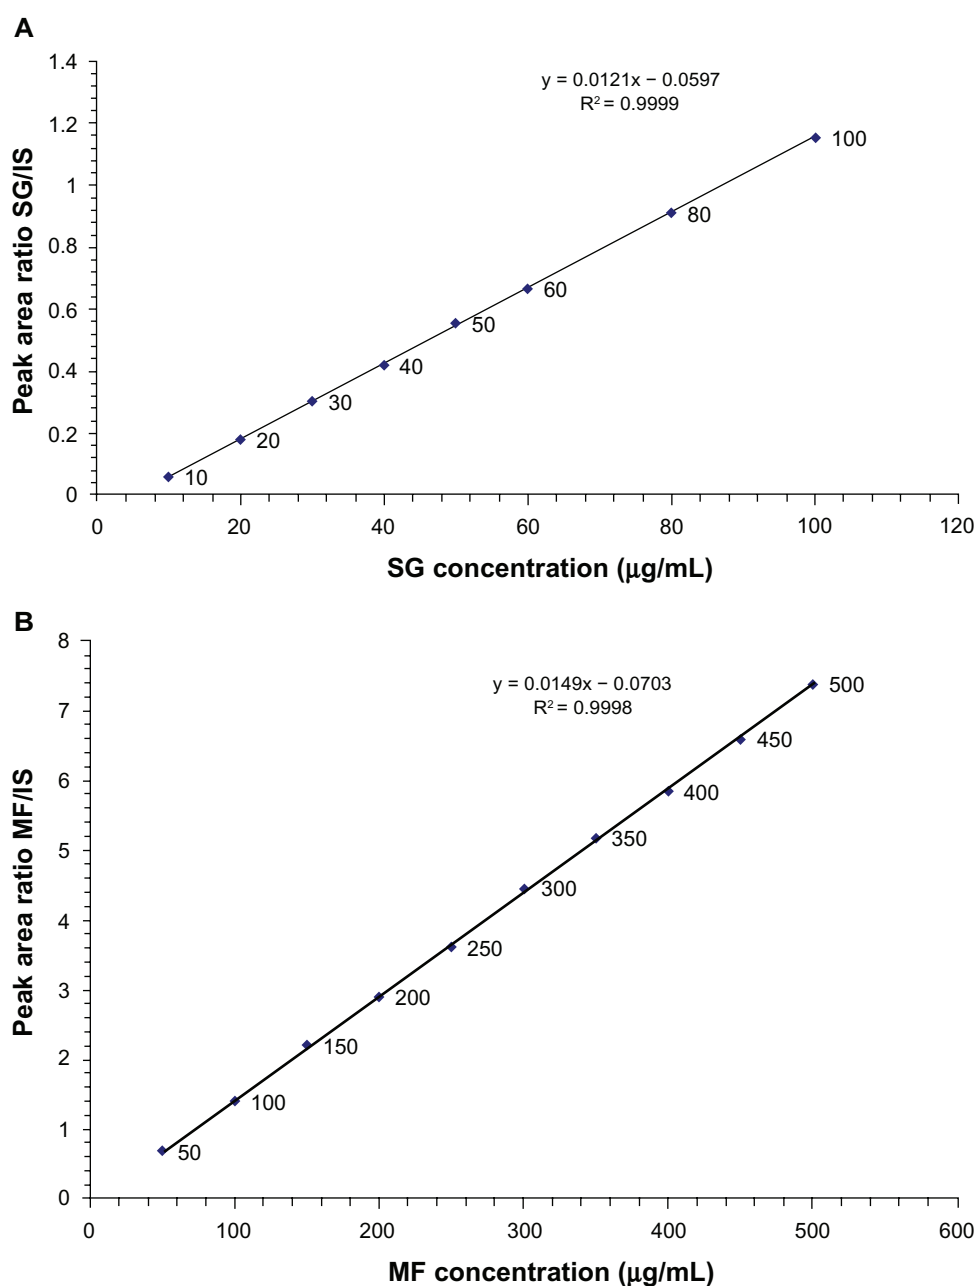 A
1.4
1.2
1
0.8
0.6
0.4
0.2
0
Peak area ratio SG/IS
y = 0.0121x − 0.0597
R² = 0.9999
100
80
60
50
40
30
20
10
0 20 40 60 80 100 120
SG concentration (μg/mL)
B
8
7
6
5
4
3
2
1
0
Peak area ratio MF/IS
y = 0.0149x − 0.0703
R² = 0.9998
500
450
400
350
300
250
200
150
100
50
0 100 200 300 400 500 600
MF concentration (μg/mL)